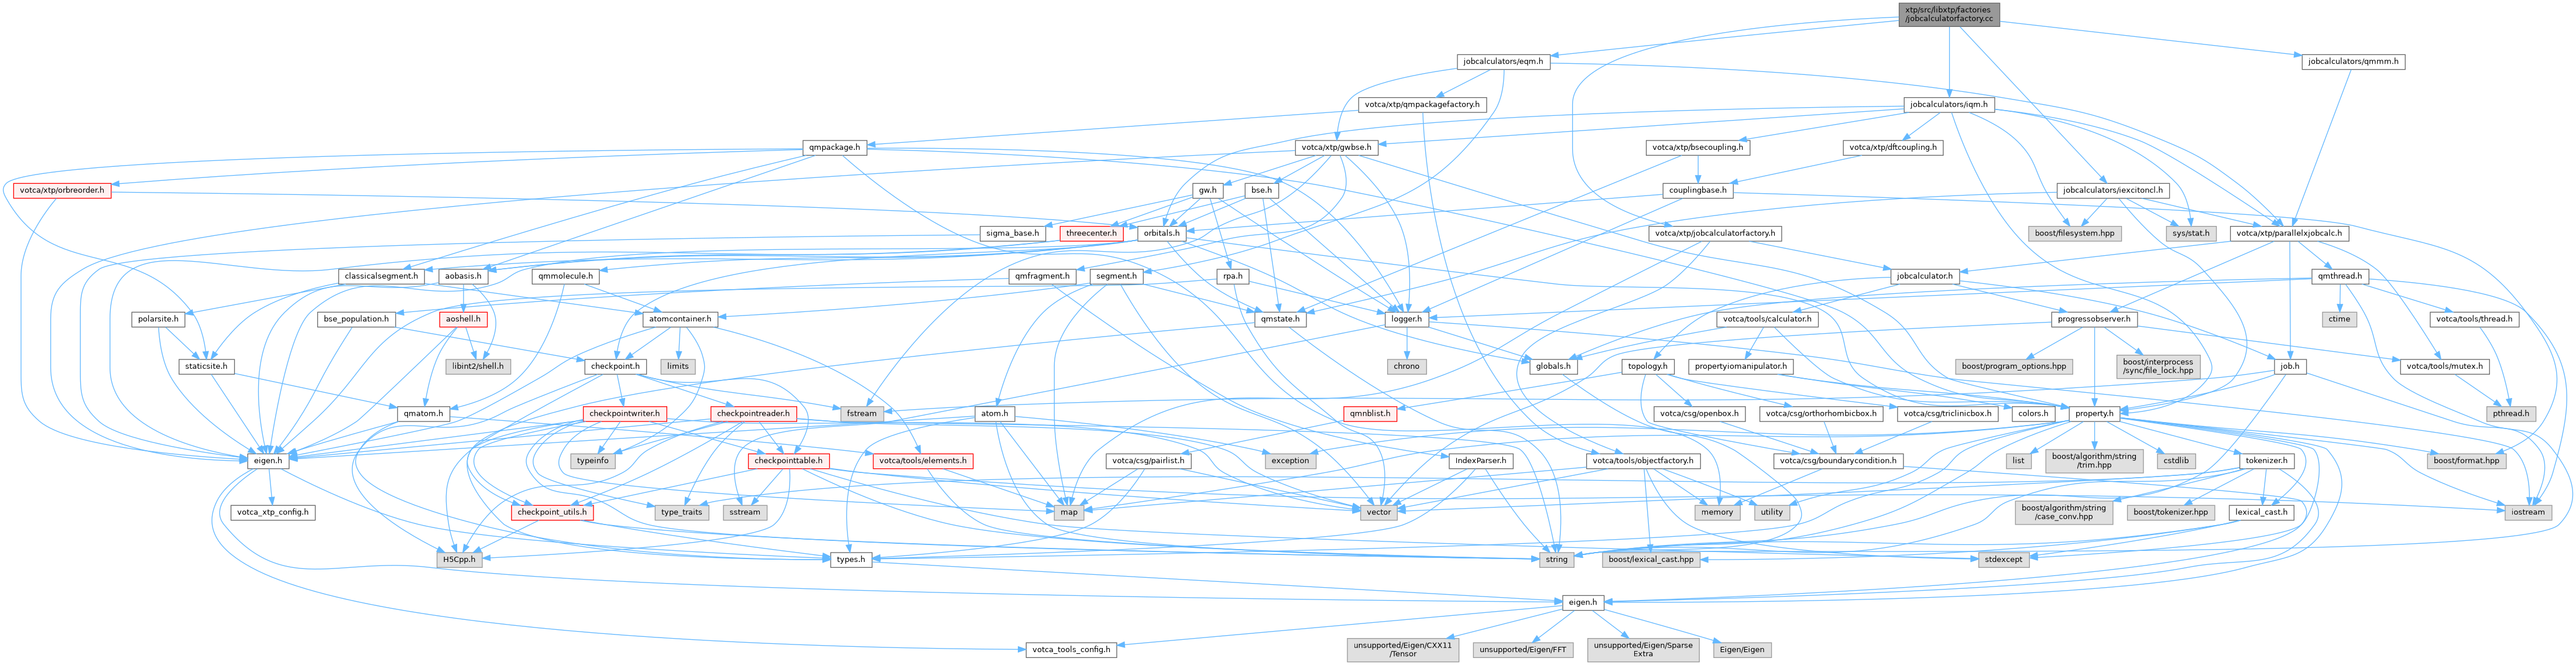 xtp/src/libxtp/factories
/jobcalculatorfactory.cc
jobcalculators/eqm.h
jobcalculators/qmmm.h
votca/xtp/qmpackagefactory.h
jobcalculators/iqm.h
qmpackage.h
votca/xtp/gwbse.h
votca/xtp/bsecoupling.h
votca/xtp/dftcoupling.h
votca/xtp/orbreorder.h
gw.h
bse.h
couplingbase.h
jobcalculators/iexcitoncl.h
sigma_base.h
threecenter.h
orbitals.h
votca/xtp/jobcalculatorfactory.h
boost/filesystem.hpp
sys/stat.h
votca/xtp/parallelxjobcalc.h
classicalsegment.h
aobasis.h
qmmolecule.h
qmfragment.h
segment.h
rpa.h
jobcalculator.h
qmthread.h
polarsite.h
bse_population.h
aoshell.h
atomcontainer.h
qmstate.h
logger.h
votca/tools/calculator.h
progressobserver.h
ctime
votca/tools/thread.h
staticsite.h
libint2/shell.h
checkpoint.h
limits
chrono
globals.h
topology.h
propertyiomanipulator.h
boost/program_options.hpp
boost/interprocess
/sync/file_lock.hpp
job.h
votca/tools/mutex.h
qmatom.h
checkpointwriter.h
checkpointreader.h
fstream
atom.h
qmnblist.h
votca/csg/openbox.h
votca/csg/orthorhombicbox.h
votca/csg/triclinicbox.h
colors.h
property.h
pthread.h
eigen.h
typeinfo
checkpointtable.h
votca/tools/elements.h
votca/csg/pairlist.h
exception
IndexParser.h
votca/tools/objectfactory.h
votca/csg/boundarycondition.h
list
boost/algorithm/string
/trim.hpp
cstdlib
tokenizer.h
boost/format.hpp
votca_xtp_config.h
checkpoint_utils.h
type_traits
sstream
map
vector
memory
utility
boost/algorithm/string
/case_conv.hpp
boost/tokenizer.hpp
lexical_cast.h
iostream
H5Cpp.h
types.h
string
boost/lexical_cast.hpp
stdexcept
eigen.h
votca_tools_config.h
unsupported/Eigen/CXX11
/Tensor
unsupported/Eigen/FFT
unsupported/Eigen/Sparse
Extra
Eigen/Eigen